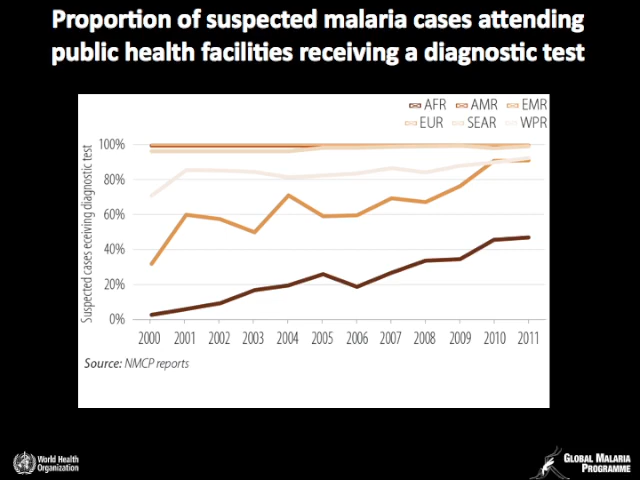 Proportion of suspected malaria cases attending
public health facilities receiving a diagnostic test
AFR AMR EMR
EUR SEAR WPR
Suspected cases eceiving diagnostic test
100%
80%
60%
40%
20%
0%
2000 2001 2002 2003 2004 2005 2006 2007 2008 2009 2010 2011
Source: NMCP reports
World Health
Organization
GLOBAL MALARIA
PROGRAMME